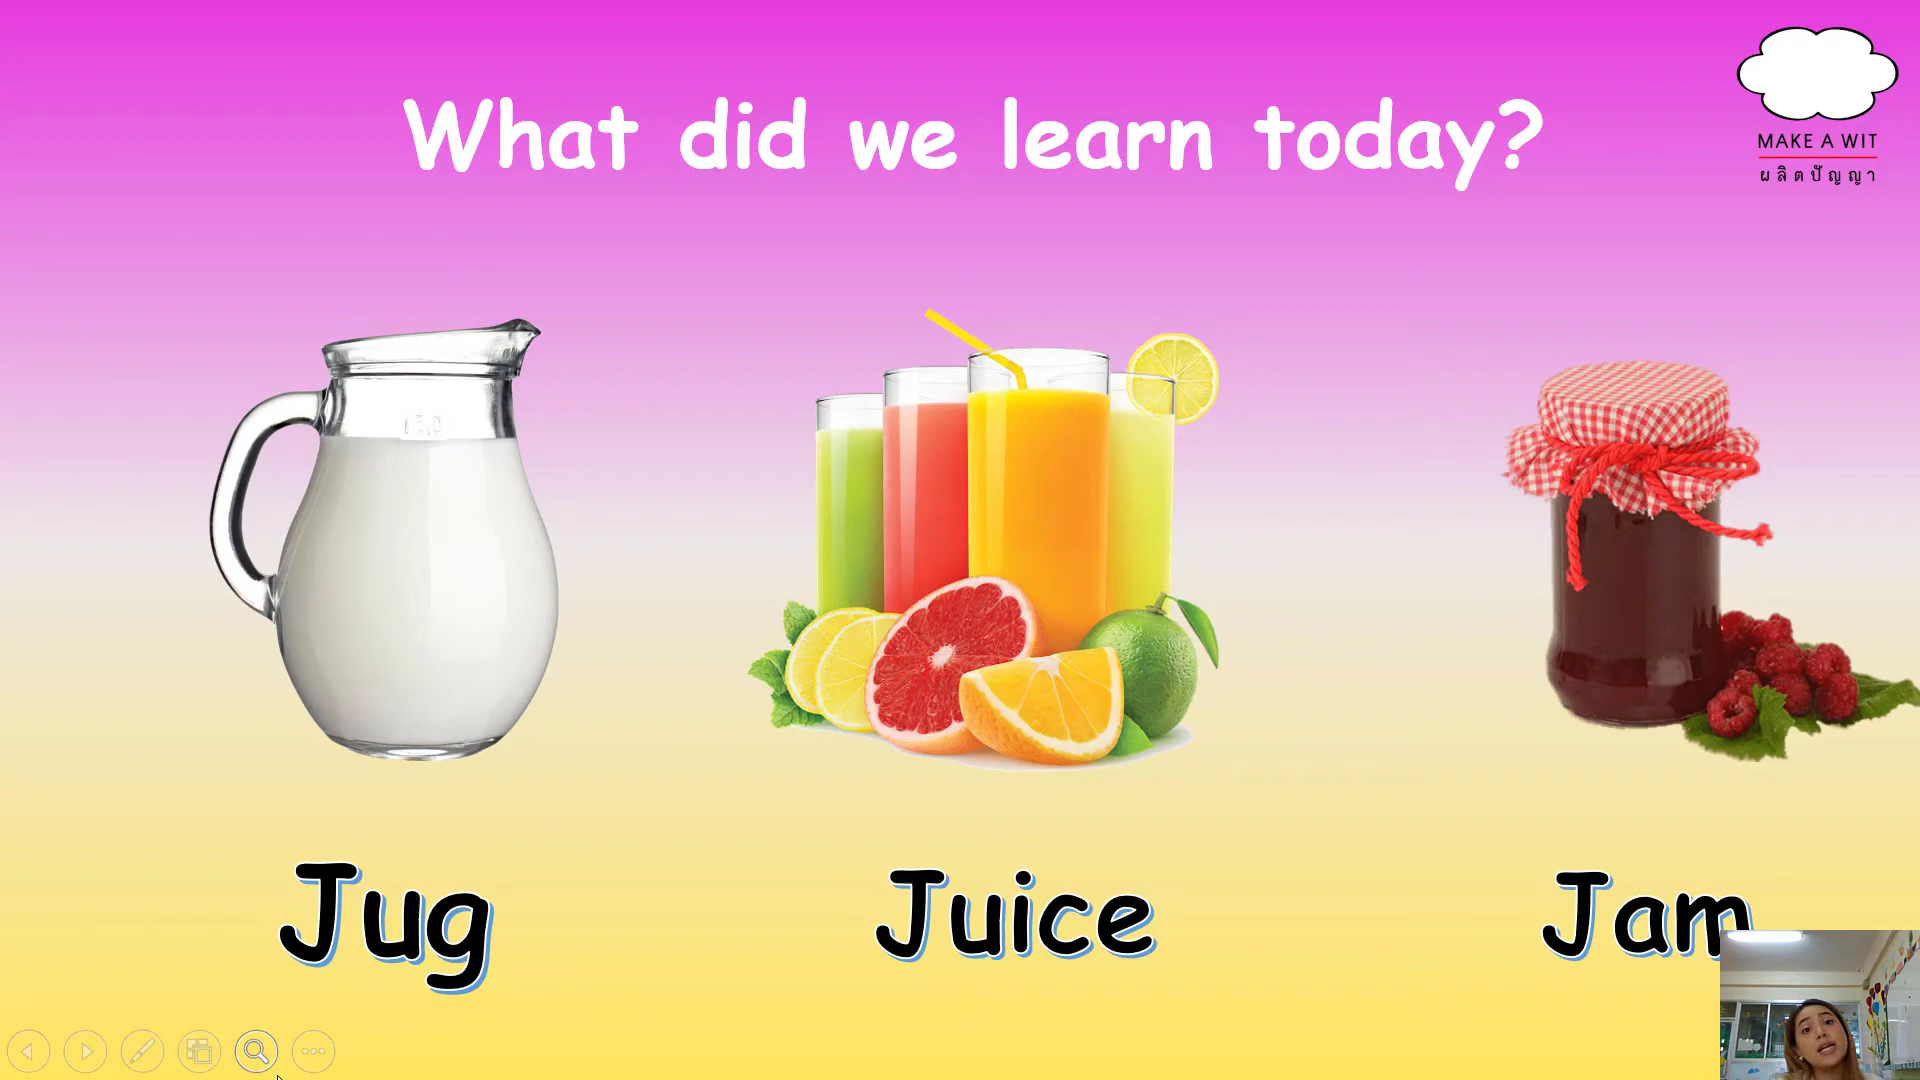 What did we learn today?
MAKE A WIT
ผลิตปัญญา
Jug
Juice
Jam